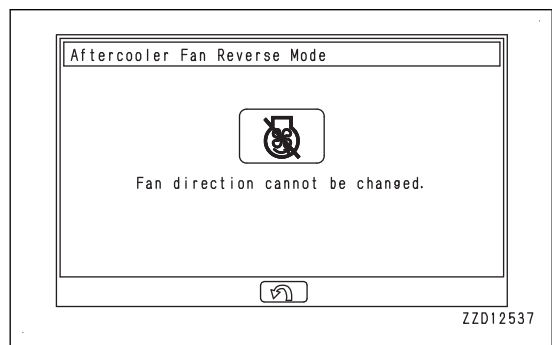 Aftercooler Fan Reverse Mode
Fan direction cannot be changed.
ZZD12537